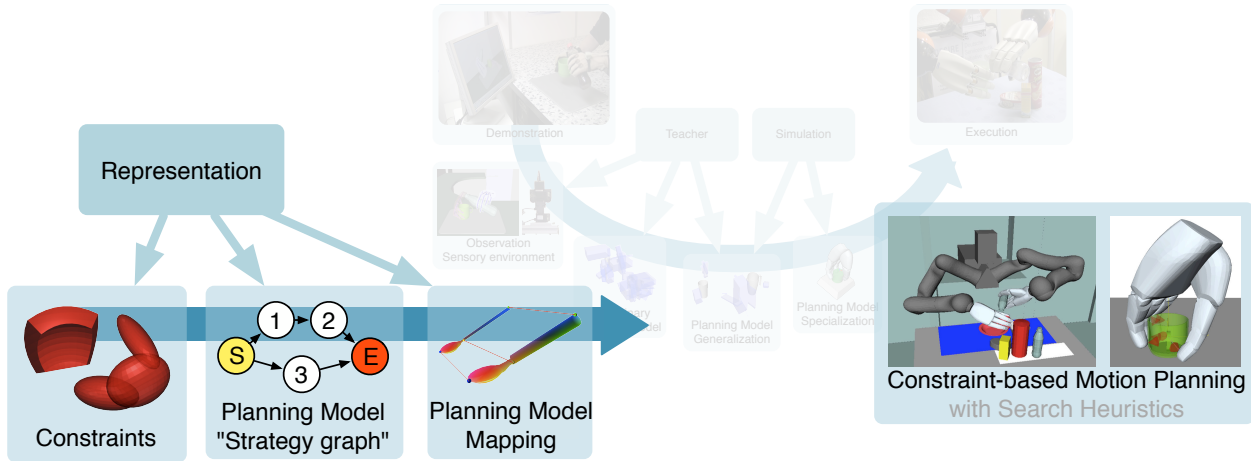 Demonstration
Teacher
Simulation
Execution
Representation
Observation
Sensory environment
Planning Model
Generalization
Planning Model
Specialization
1
2
S
E
3
Constraints
Planning Model
"Strategy graph"
Planning Model
Mapping
Constraint-based Motion Planning
with Search Heuristics